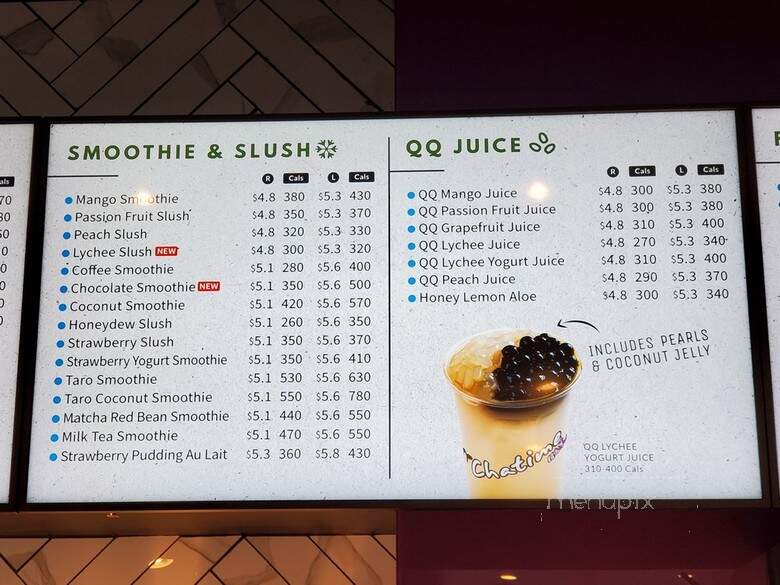 SMOOTHIE & SLUSH
R Cals L Cals
Mango Smoothie $4.8 380 $5.3 430
Passion Fruit Slush $4.8 350 $5.3 370
Peach Slush $4.8 320 $5.3 330
Lychee Slush NEW $4.8 300 $5.3 320
Coffee Smoothie $5.1 280 $5.6 400
Chocolate Smoothie NEW $5.1 350 $5.6 500
Coconut Smoothie $5.1 420 $5.6 570
Honeydew Slush $5.1 260 $5.6 350
Strawberry Slush $5.1 350 $5.6 370
Strawberry Yogurt Smoothie $5.1 350 $5.6 410
Taro Smoothie $5.1 530 $5.6 630
Taro Coconut Smoothie $5.1 550 $5.6 780
Matcha Red Bean Smoothie $5.1 440 $5.6 550
Milk Tea Smoothie $5.1 470 $5.6 550
Strawberry Pudding Au Lait $5.3 360 $5.8 430
QQ JUICE
R Cals L Cals
QQ Mango Juice $4.8 300 $5.3 380
QQ Passion Fruit Juice $4.8 300 $5.3 380
QQ Grapefruit Juice $4.8 310 $5.3 400
QQ Lychee Juice $4.8 270 $5.3 340
QQ Lychee Yogurt Juice $4.8 310 $5.3 400
QQ Peach Juice $4.8 290 $5.3 370
Honey Lemon Aloe $4.8 300 $5.3 340
INCLUDES PEARLS
& COCONUT JELLY
Chatime
QQ LYCHEE
YOGURT JUICE
310-400 Cals
menupix